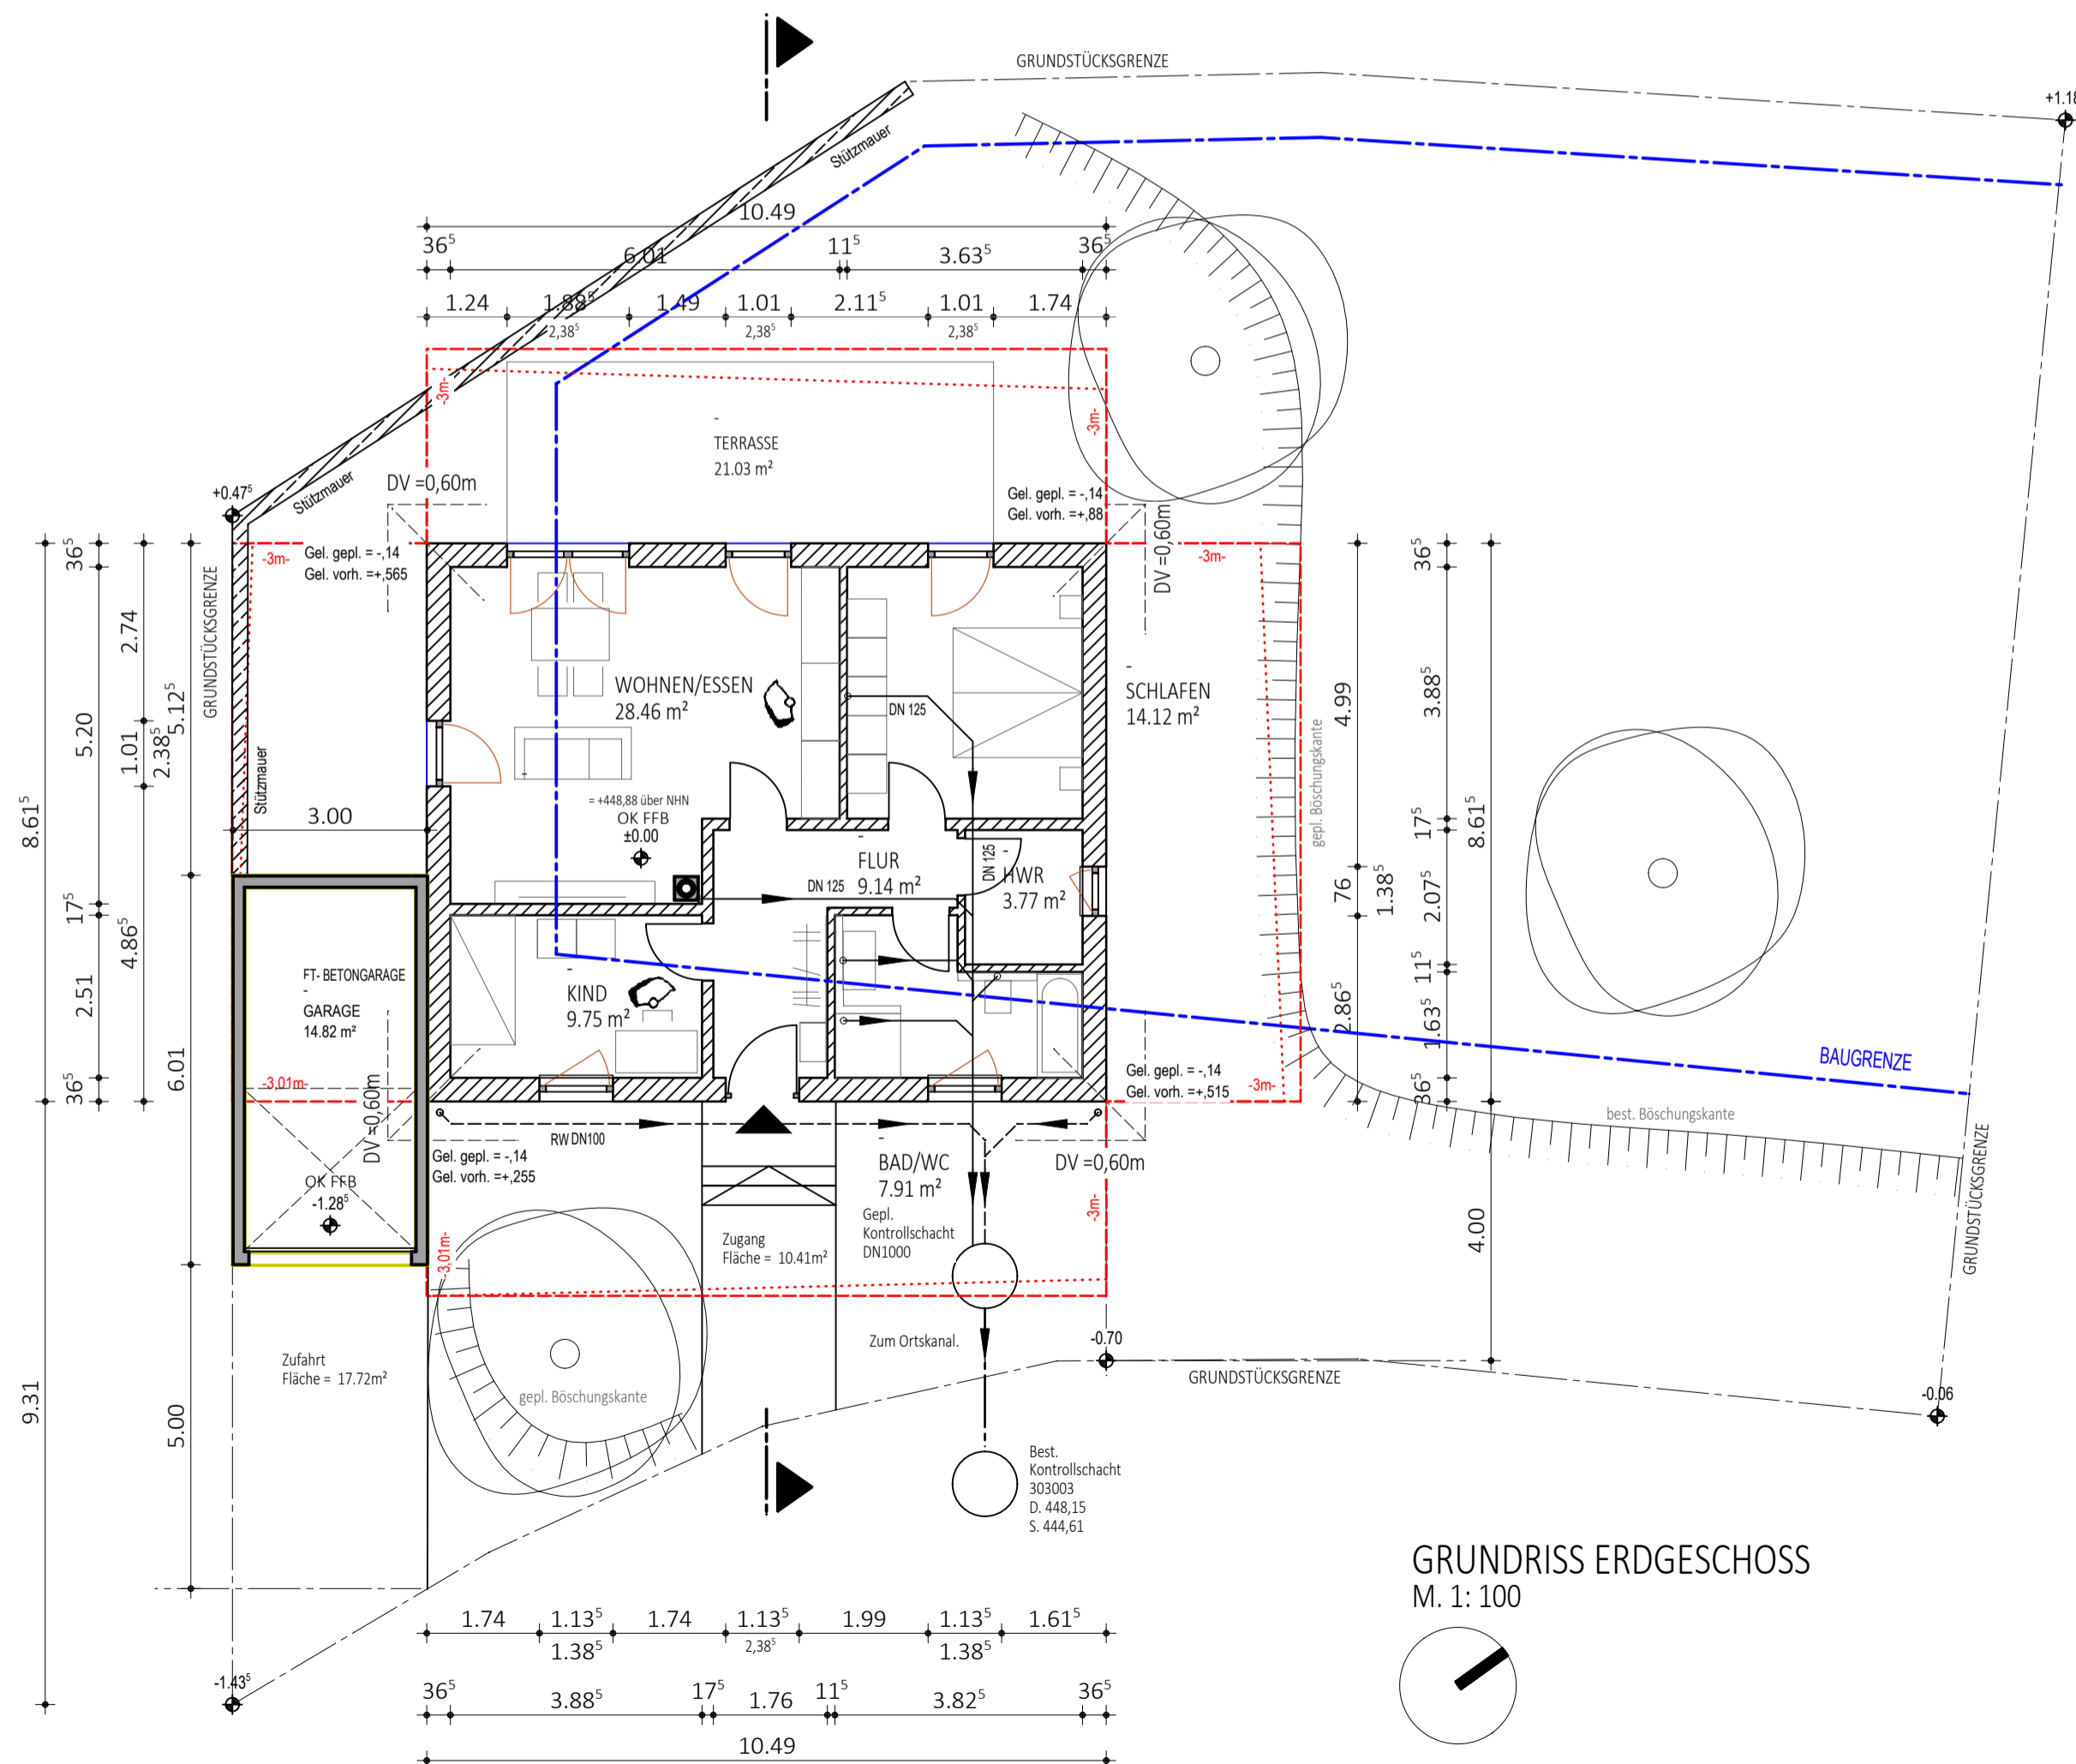 GRUNDSTÜCKSGRENZE
+1.18
Stützmauer
10.49
36⁵
6.01
11⁵
3.63⁵
36⁵
1.24
1.88⁵
1.49
1.01
2.11⁵
1.01
1.74
2,38⁵
2,38⁵
2,38⁵
-3m-
-3m-
-
TERRASSE
21.03 m²
DV =0,60m
Gel. gepl. = -,14
Gel. vorh. =+,88
DV =0,60m
+0.47⁵
Stützmauer
-3m-
Gel. gepl. = -,14
Gel. vorh. =+,565
-3m-
GRUNDSTÜCKSGRENZE
Stützmauer
36⁵
5.20
17⁵
2.51
36⁵
8.61⁵
9.31
2.74
1.01
2.38⁵
4.86⁵
5.12⁵
6.01
5.00
3.00
WOHNEN/ESSEN
28.46 m²
-
= +448,88 über NHN
OK FFB
±0.00
DN 125
-
SCHLAFEN
14.12 m²
gepl. Böschungskante
4.99
76
1.38⁵
2.86⁵
36⁵
3.88⁵
17⁵
2.07⁵
11⁵
1.63⁵
36⁵
8.61⁵
4.00
-
FLUR
9.14 m²
DN 125
DN 125
-
HWR
3.77 m²
FT- BETONGARAGE
-
GARAGE
14.82 m²
-3,01m-
DV =0,60m
OK FFB
-1.28⁵
-
KIND
9.75 m²
BAUGRENZE
Gel. gepl. = -,14
Gel. vorh. =+,515
-3m-
best. Böschungskante
GRUNDSTÜCKSGRENZE
RW DN100
Gel. gepl. = -,14
Gel. vorh. =+,255
-
BAD/WC
7.91 m²
DV =0,60m
Gepl.
Kontrollschacht
DN1000
-3m-
-3,01m-
Zugang
Fläche = 10.41m²
Zum Ortskanal.
-0.70
GRUNDSTÜCKSGRENZE
-0.06
Zufahrt
Fläche = 17.72m²
gepl. Böschungskante
Best.
Kontrollschacht
303003
D. 448,15
S. 444,61
GRUNDRISS ERDGESCHOSS
M. 1: 100
1.74
1.13⁵
1.74
1.13⁵
1.99
1.13⁵
1.61⁵
1.38⁵
2,38⁵
1.38⁵
-1.43⁵
36⁵
3.88⁵
17⁵
1.76
11⁵
3.82⁵
36⁵
10.49